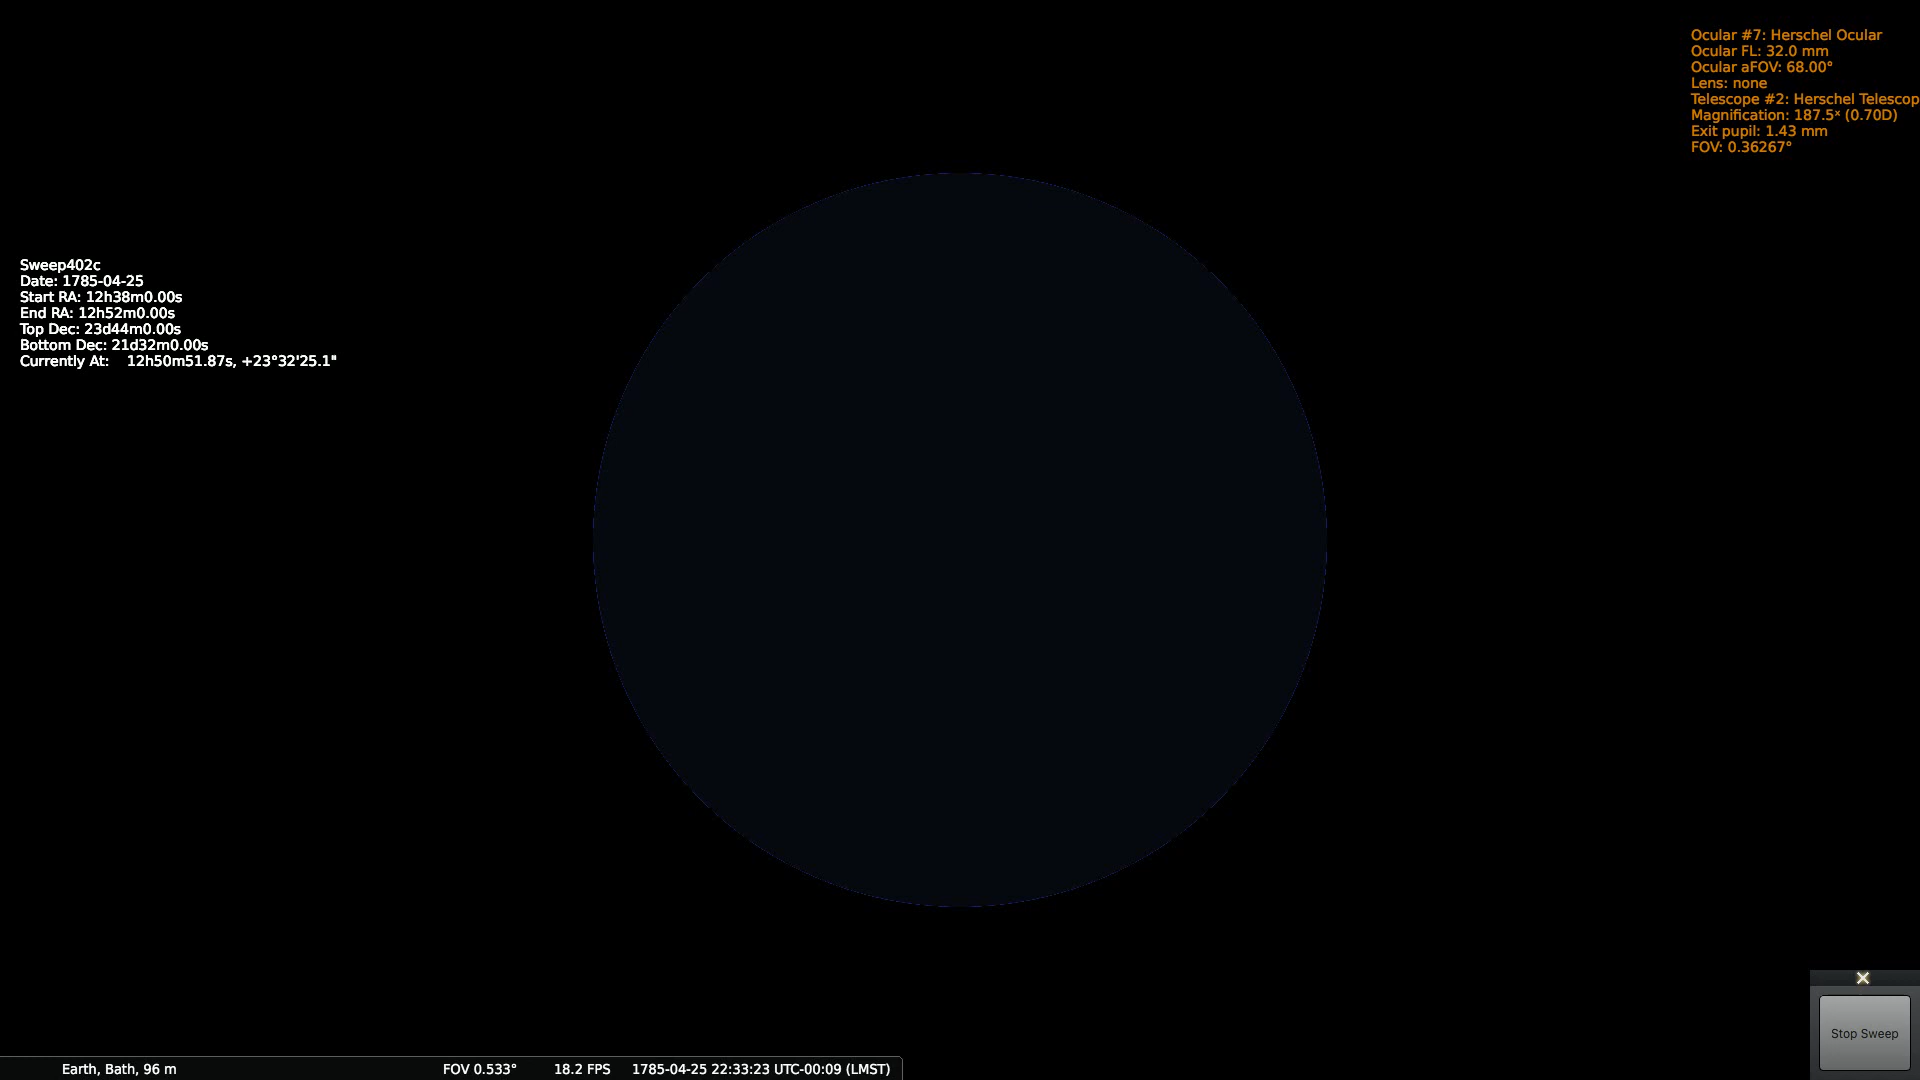 Ocular #7: Herschel Ocular
Ocular FL: 32.0 mm
Ocular aFOV: 68.00°
Lens: none
Telescope #2: Herschel Telescop
Magnification: 187.5ˣ (0.70D)
Exit pupil: 1.43 mm
FOV: 0.36267°
Sweep402c
Date: 1785-04-25
Start RA: 12h38m0.00s
End RA: 12h52m0.00s
Top Dec: 23d44m0.00s
Bottom Dec: 21d32m0.00s
Currently At: 12h50m51.87s, +23°32'25.1"
Stop Sweep
Earth, Bath, 96 m FOV 0.533° 18.2 FPS 1785-04-25 22:33:23 UTC-00:09 (LMST)